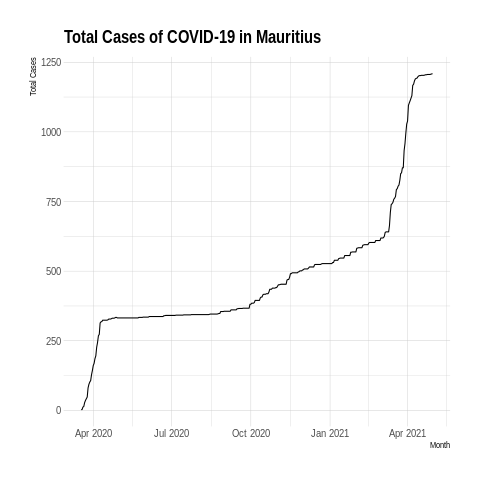 Total Cases of COVID-19 in Mauritius
Total Cases
1250
1000
750
500
250
0
Apr 2020 Jul 2020 Oct 2020 Jan 2021 Apr 2021
Month